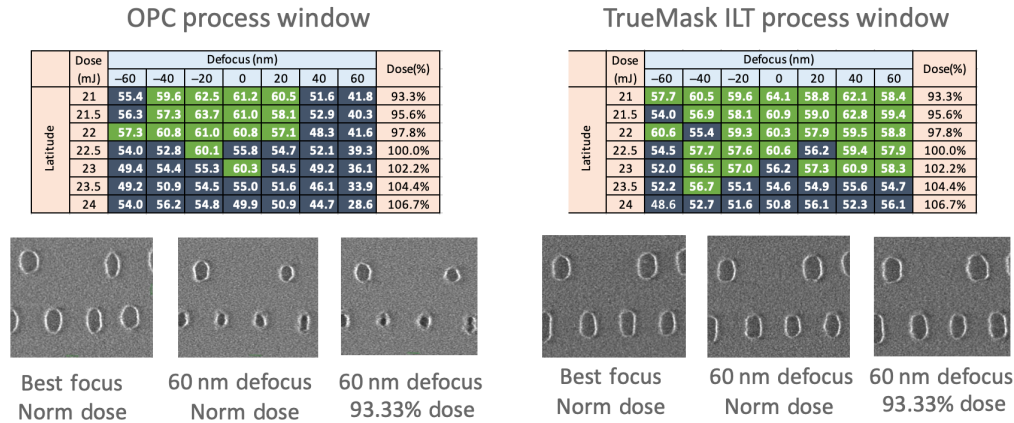 OPC process window
Dose (mJ) Defocus (nm) Dose(%)
–60 –40 –20 0 20 40 60
Latitude
21 55.4 59.6 62.5 61.2 60.5 51.6 41.8 93.3%
21.5 56.3 57.3 63.7 61.0 58.1 52.9 40.3 95.6%
22 57.3 60.8 61.0 60.8 57.1 48.3 41.6 97.8%
22.5 54.0 52.8 60.1 55.8 54.7 52.1 39.3 100.0%
23 49.4 54.4 55.3 60.3 54.5 49.2 36.1 102.2%
23.5 49.2 50.9 54.5 55.0 51.6 46.1 33.9 104.4%
24 54.0 56.2 54.8 49.9 50.9 44.7 28.6 106.7%
Best focus
Norm dose
60 nm defocus
Norm dose
60 nm defocus
93.33% dose
TrueMask ILT process window
Dose (mJ) Defocus (nm) Dose(%)
–60 –40 –20 0 20 40 60
Latitude
21 57.7 60.5 59.6 64.1 58.8 62.1 58.4 93.3%
21.5 54.0 56.9 58.1 60.9 59.0 62.8 59.4 95.6%
22 60.6 55.4 59.3 60.3 57.9 59.5 58.8 97.8%
22.5 54.5 57.7 57.6 60.6 56.2 59.4 57.9 100.0%
23 52.0 56.5 57.0 56.2 57.3 60.9 58.3 102.2%
23.5 52.2 56.7 55.1 54.6 54.9 55.6 54.7 104.4%
24 48.6 52.7 51.6 50.8 56.1 52.3 56.1 106.7%
Best focus
Norm dose
60 nm defocus
Norm dose
60 nm defocus
93.33% dose